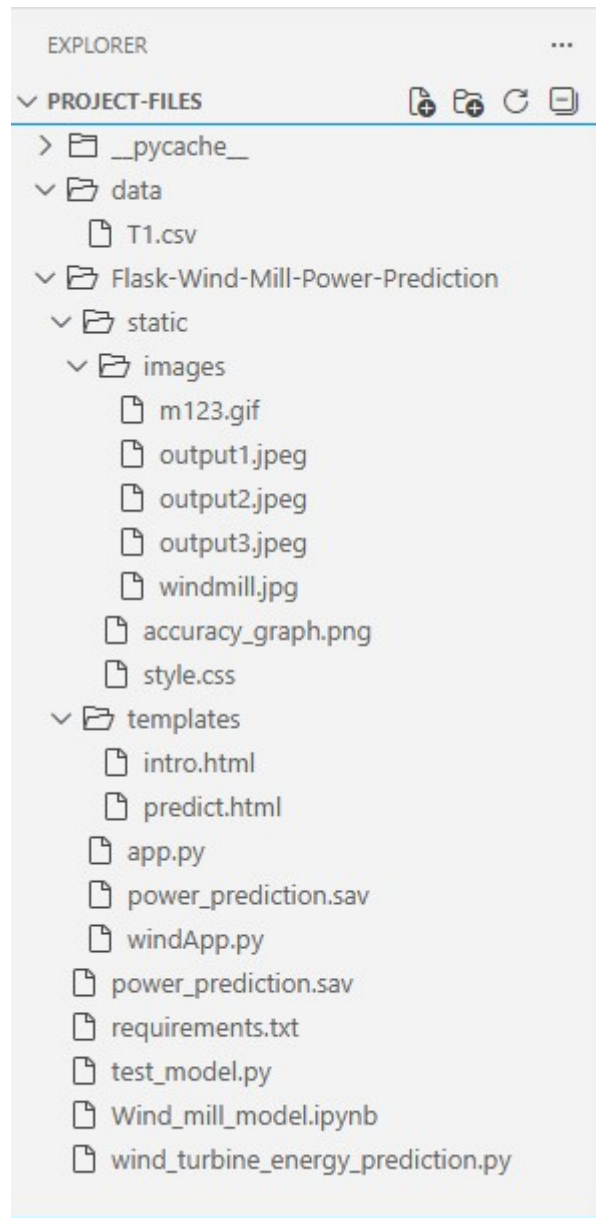 EXPLORER ...
PROJECT-FILES
__pycache__
data
T1.csv
Flask-Wind-Mill-Power-Prediction
static
images
m123.gif
output1.jpeg
output2.jpeg
output3.jpeg
windmill.jpg
accuracy_graph.png
style.css
templates
intro.html
predict.html
app.py
power_prediction.sav
windApp.py
power_prediction.sav
requirements.txt
test_model.py
Wind_mill_model.ipynb
wind_turbine_energy_prediction.py